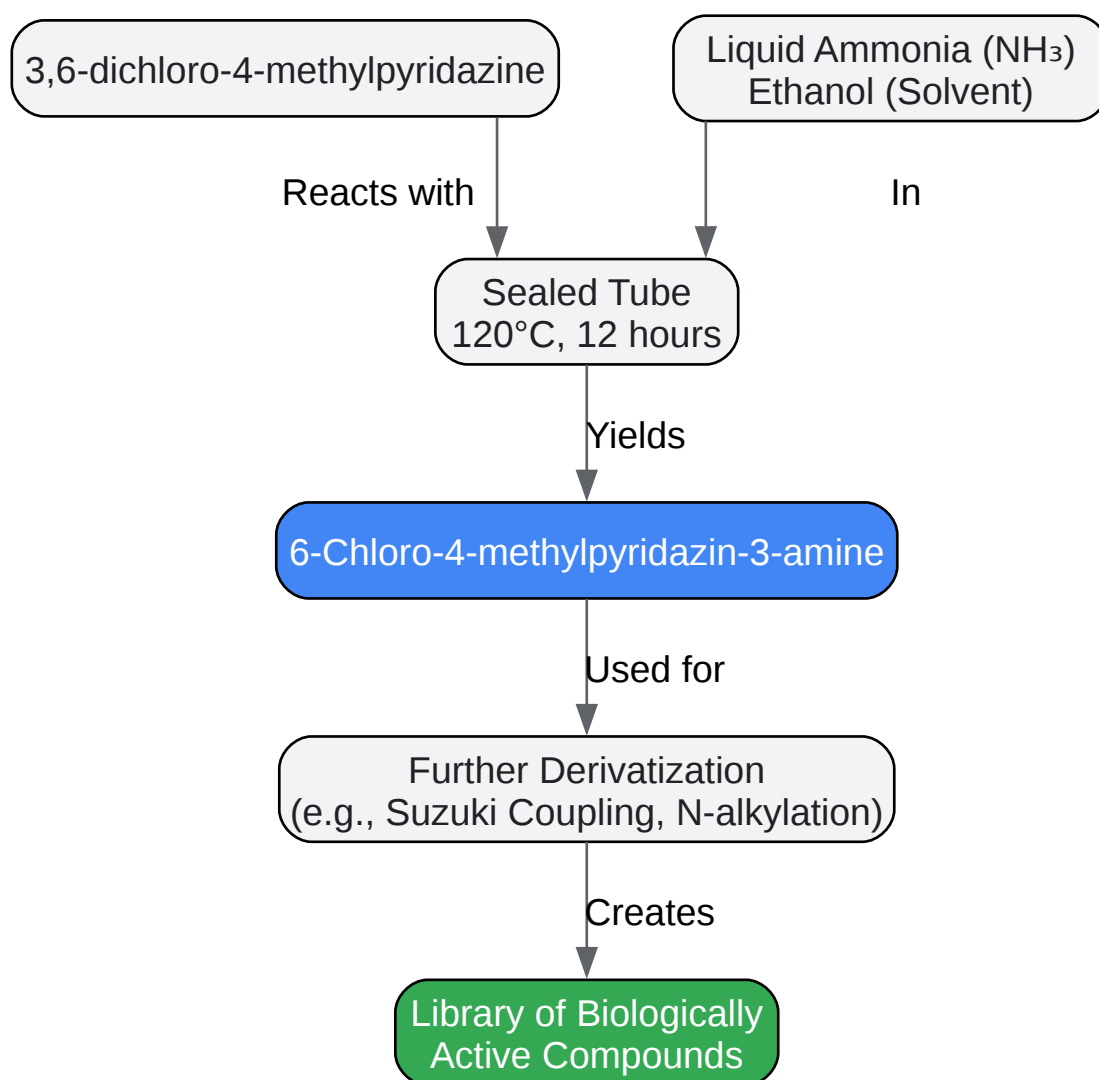 3,6-dichloro-4-methylpyridazine
Liquid Ammonia (NH₃)
Ethanol (Solvent)
Reacts with
In
Sealed Tube
120°C, 12 hours
Yields
6-Chloro-4-methylpyridazin-3-amine
Used for
Further Derivatization
(e.g., Suzuki Coupling, N-alkylation)
Creates
Library of Biologically
Active Compounds